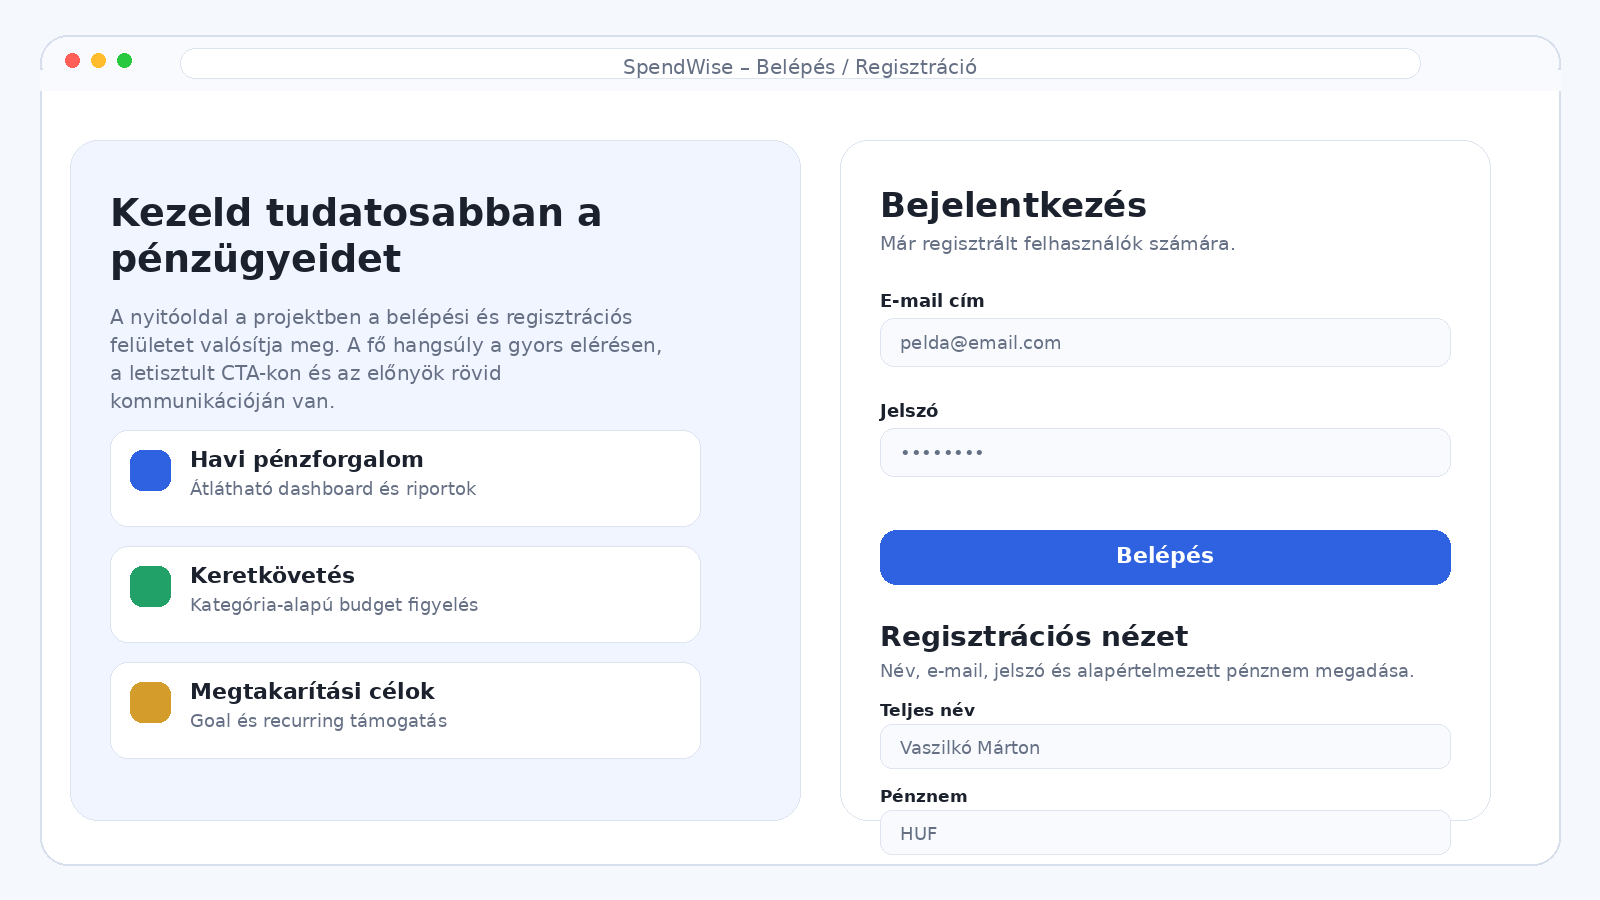 SpendWise – Belépés / Regisztráció
Kezeld tudatosabban a
pénzügyeidet
A nyitóoldal a projektben a belépési és regisztrációs
felületet valósítja meg. A fő hangsúly a gyors elérésen,
a letisztult CTA-kon és az előnyök rövid
kommunikációján van.
Havi pénzforgalom
Átlátható dashboard és riportok
Keretkövetés
Kategória-alapú budget figyelés
Megtakarítási célok
Goal és recurring támogatás
Bejelentkezés
Már regisztrált felhasználók számára.
E-mail cím
pelda@email.com
Jelszó
••••••••
Belépés
Regisztrációs nézet
Név, e-mail, jelszó és alapértelmezett pénznem megadása.
Teljes név
Vaszilkó Márton
Pénznem
HUF